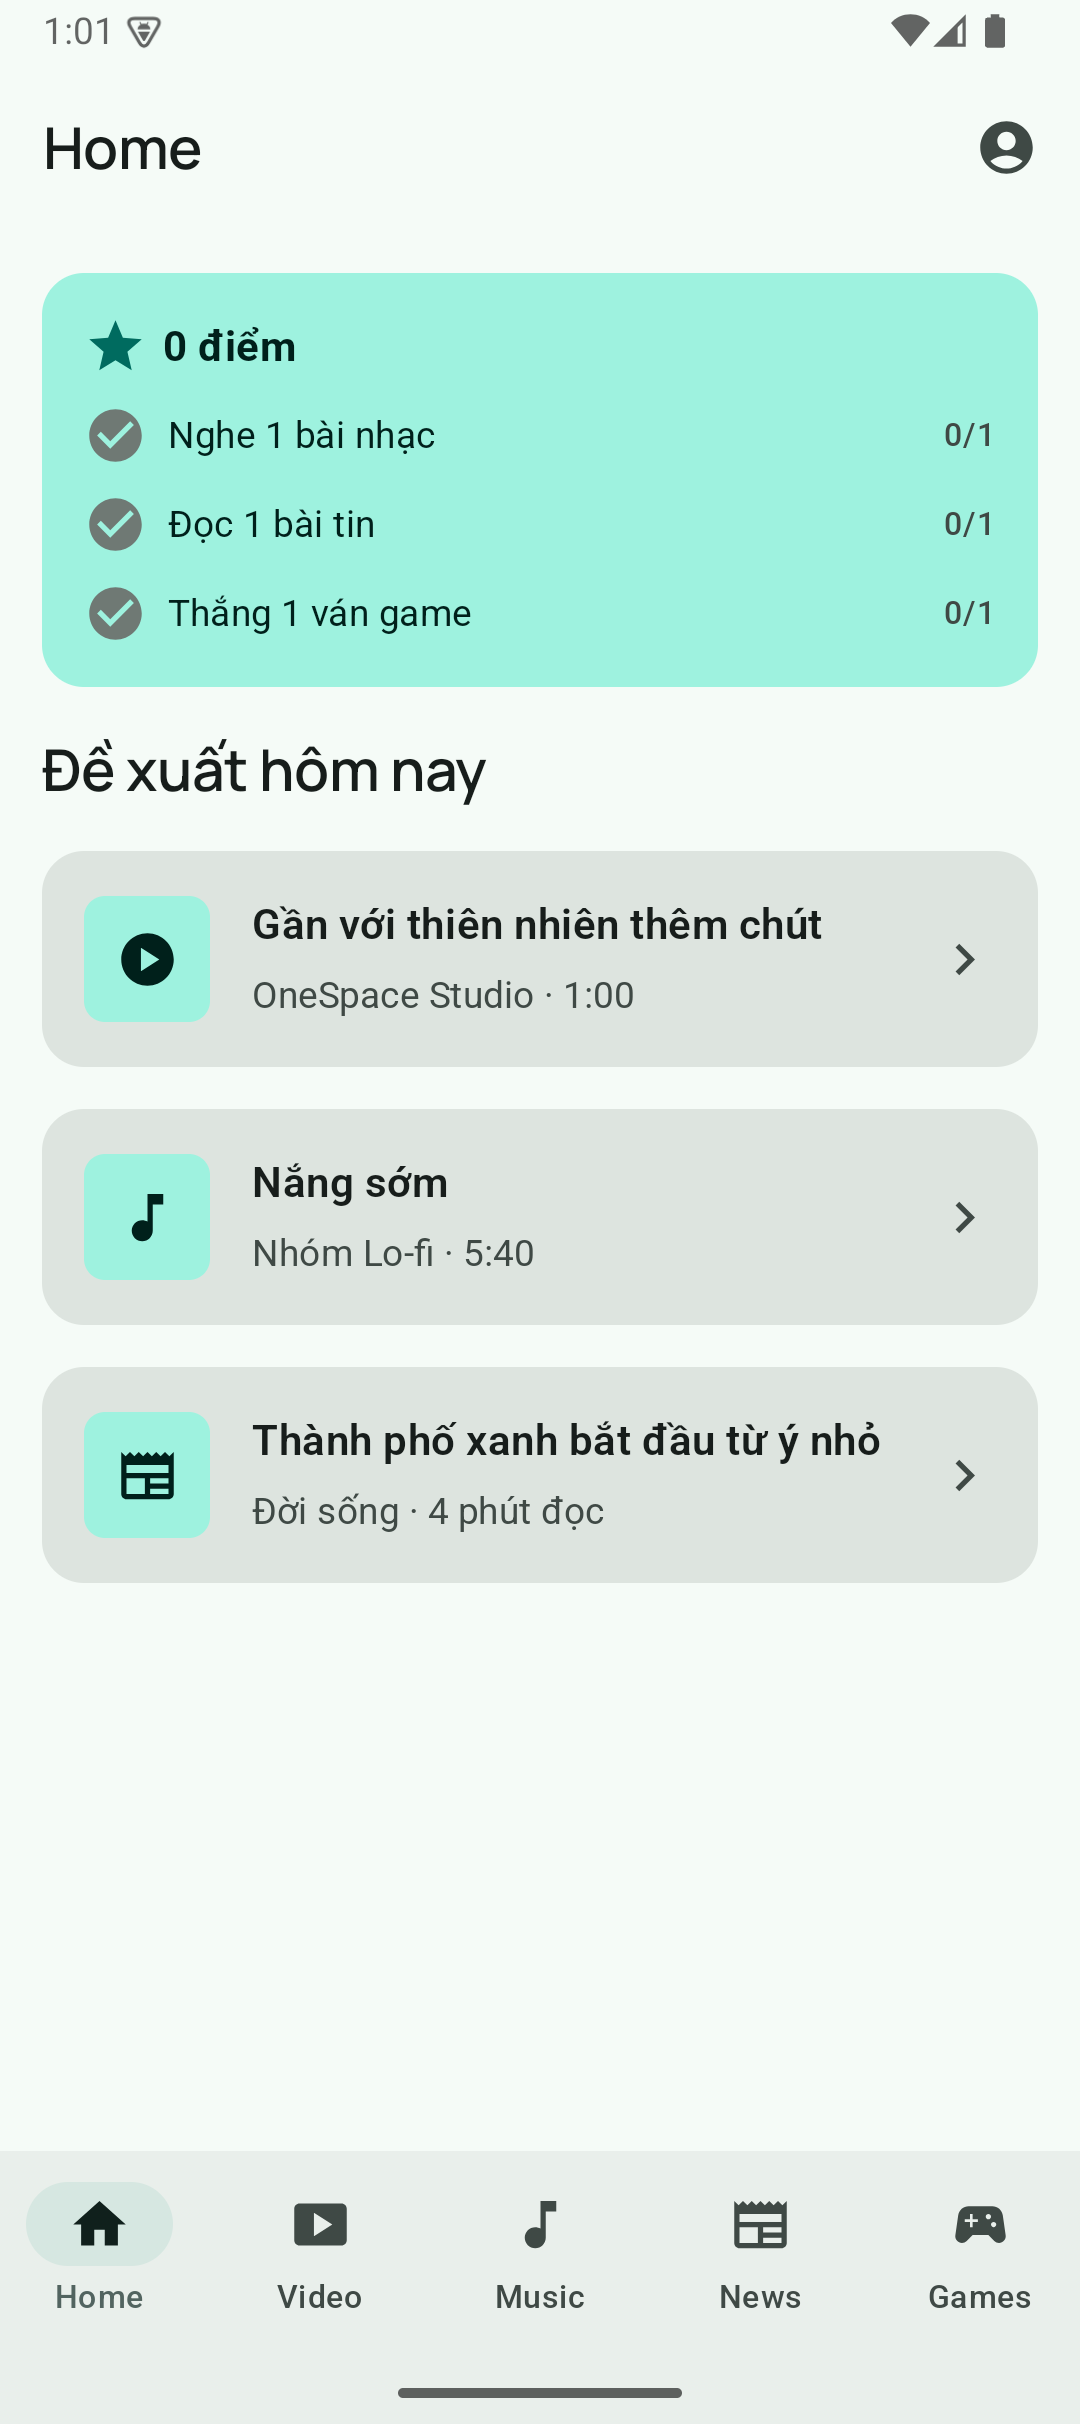 1:01
Home
0 điểm
Nghe 1 bài nhạc 0/1
Đọc 1 bài tin 0/1
Thắng 1 ván game 0/1
Đề xuất hôm nay
Gần với thiên nhiên thêm chút
OneSpace Studio · 1:00
Nắng sớm
Nhóm Lo-fi · 5:40
Thành phố xanh bắt đầu từ ý nhỏ
Đời sống · 4 phút đọc
Home Video Music News Games